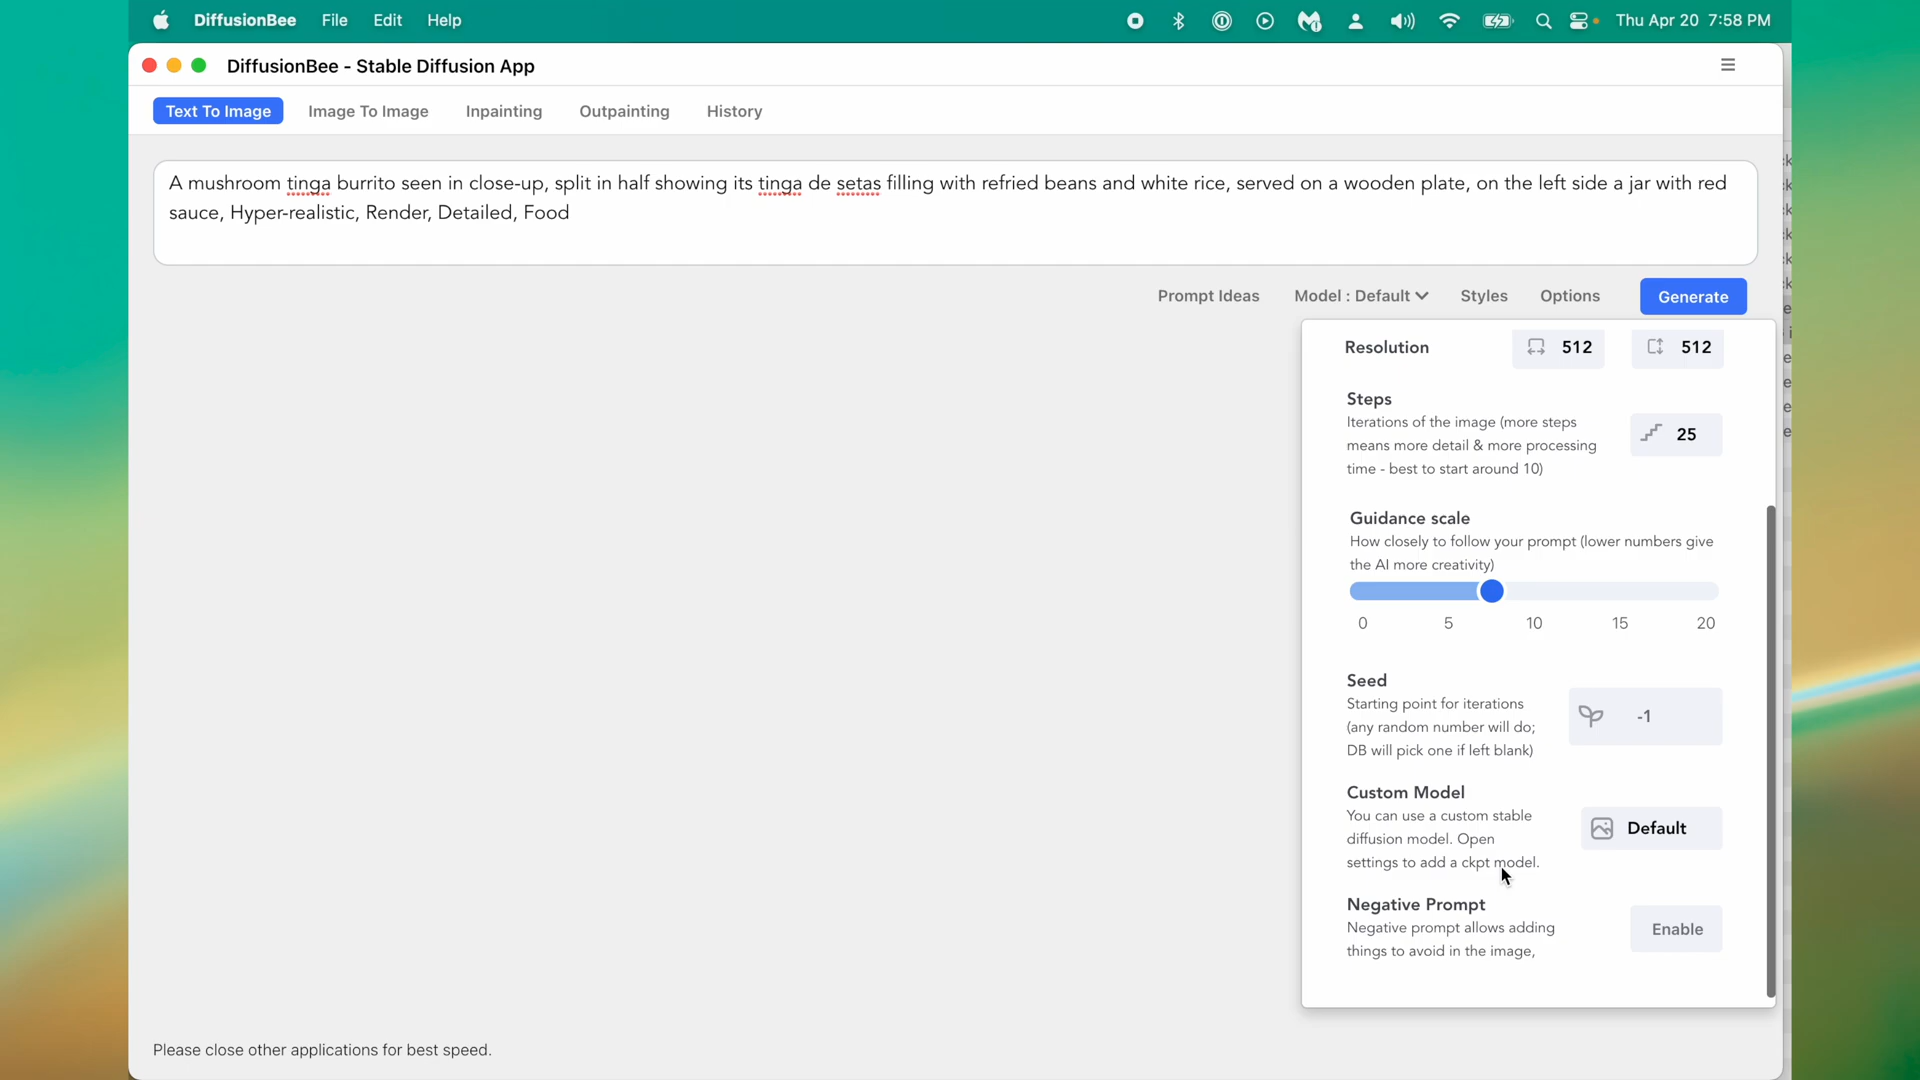 DiffusionBee File Edit Help Thu Apr 20 7:58 PM
DiffusionBee - Stable Diffusion App
Text To Image Image To Image Inpainting Outpainting History
A mushroom tinga burrito seen in close-up, split in half showing its tinga de setas filling with refried beans and white rice, served on a wooden plate, on the left side a jar with red
sauce, Hyper-realistic, Render, Detailed, Food
Prompt Ideas Model : Default Styles Options Generate
Resolution 512 512
Steps
Iterations of the image (more steps
means more detail & more processing
time - best to start around 10)
25
Guidance scale
How closely to follow your prompt (lower numbers give
the AI more creativity)
0 5 10 15 20
Seed
Starting point for iterations
(any random number will do;
DB will pick one if left blank)
-1
Custom Model
You can use a custom stable
diffusion model. Open
settings to add a ckpt model.
Default
Negative Prompt
Negative prompt allows adding
things to avoid in the image,
Enable
Please close other applications for best speed.